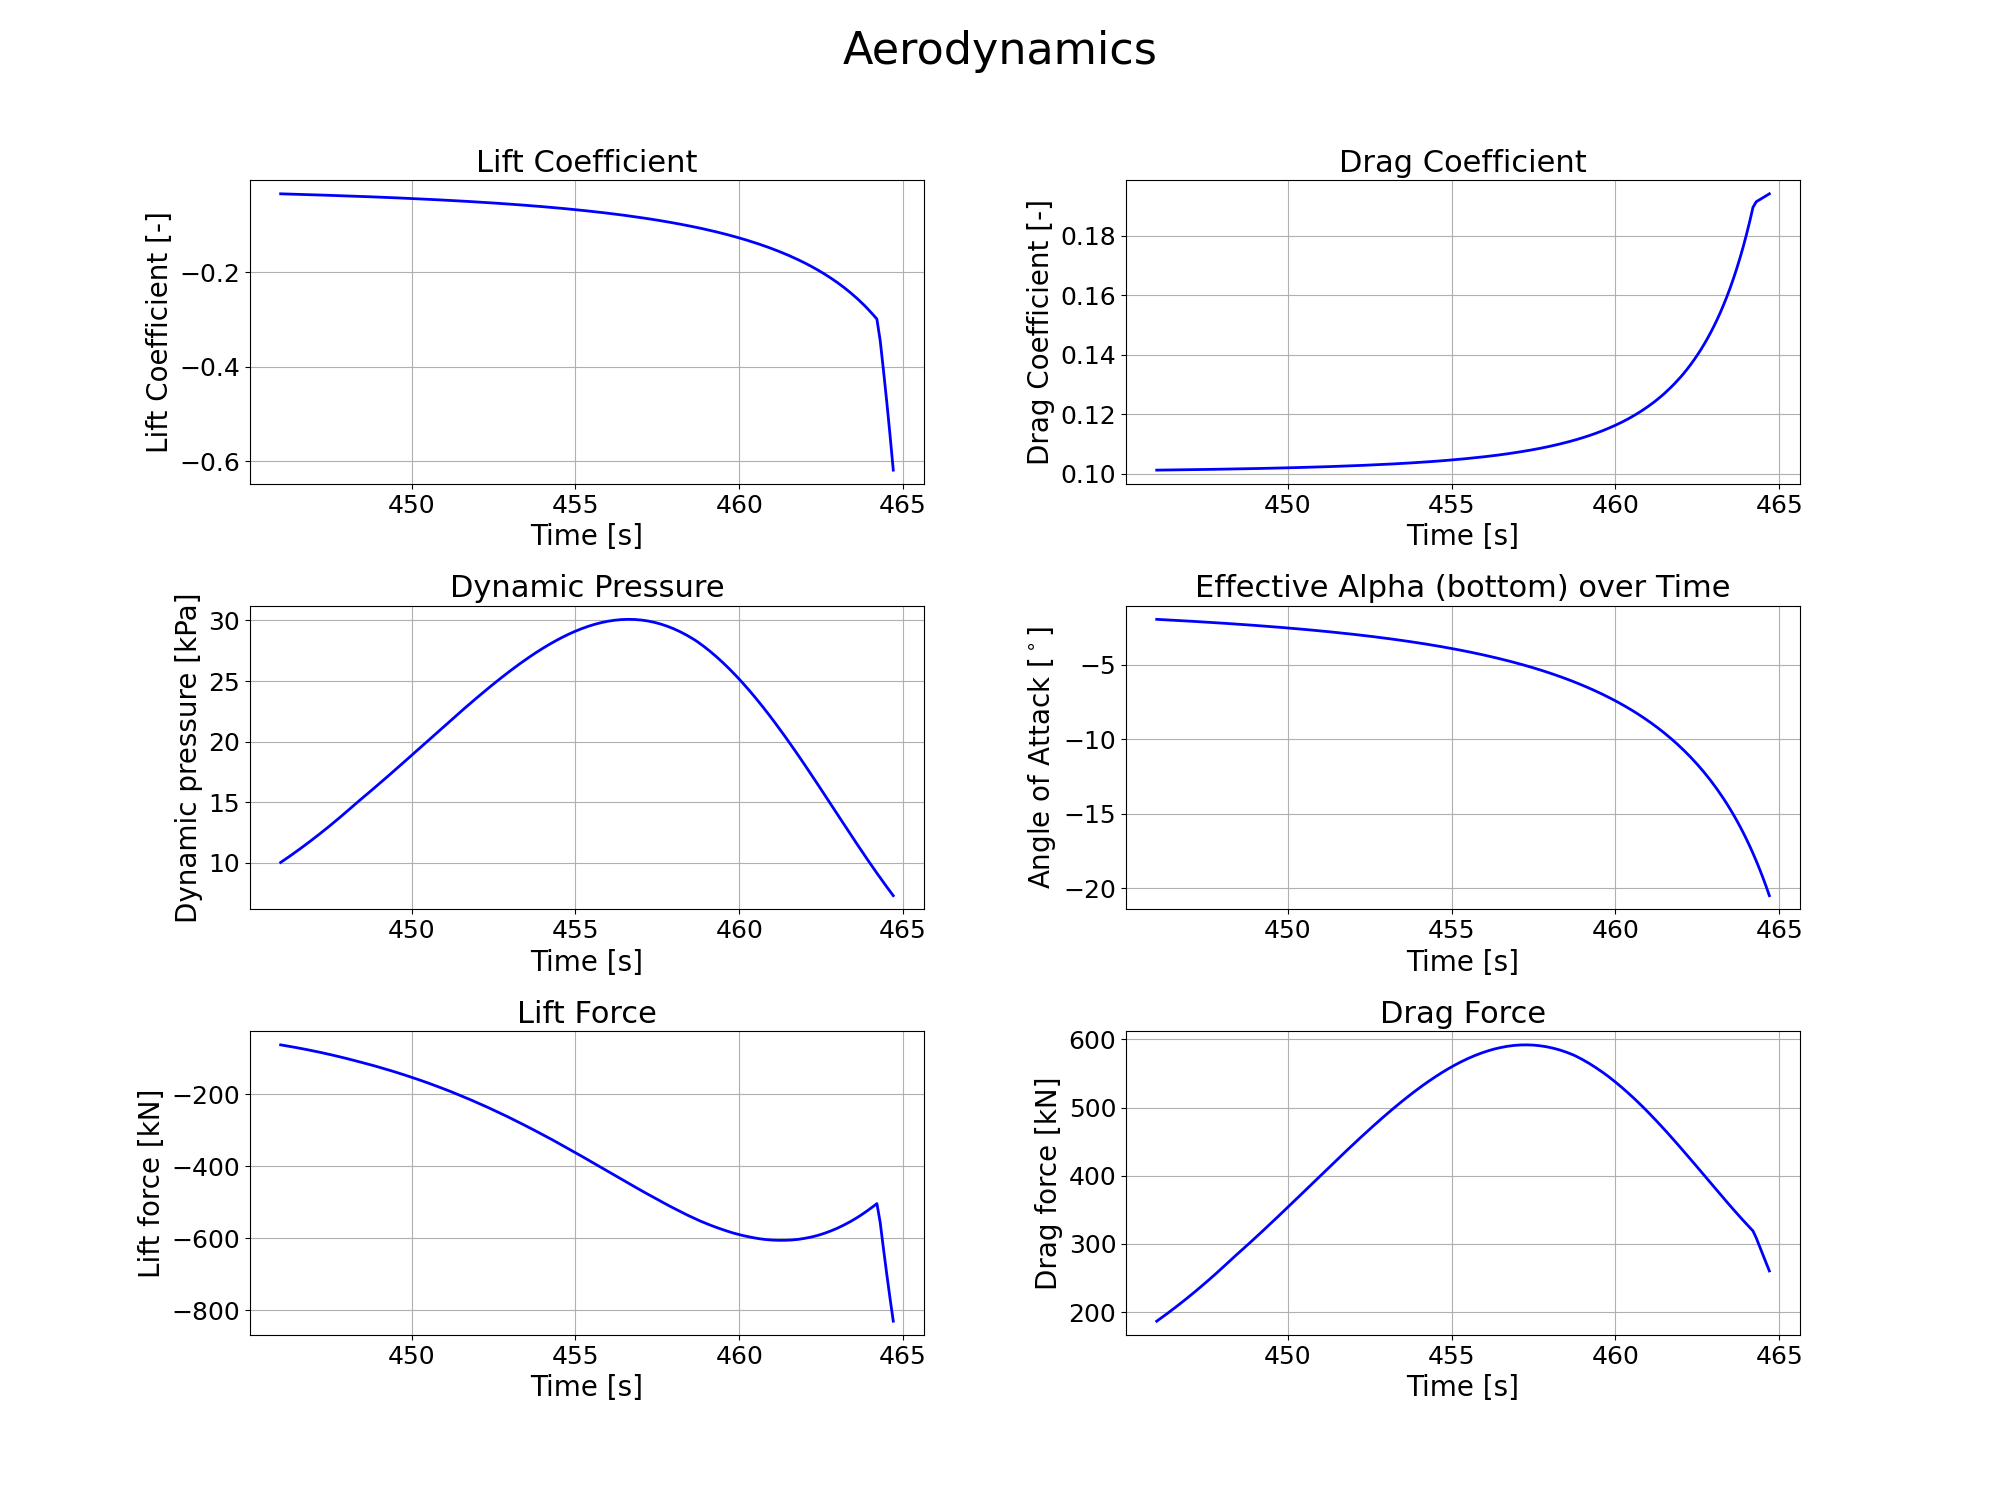 Aerodynamics
Lift Coefficient
Lift Coefficient [-]
−0.2
−0.4
−0.6
450 455 460 465
Time [s]
Drag Coefficient
Drag Coefficient [-]
0.18
0.16
0.14
0.12
0.10
450 455 460 465
Time [s]
Dynamic Pressure
Dynamic pressure [kPa]
30
25
20
15
10
450 455 460 465
Time [s]
Effective Alpha (bottom) over Time
Angle of Attack [°]
−5
−10
−15
−20
450 455 460 465
Time [s]
Lift Force
Lift force [kN]
−200
−400
−600
−800
450 455 460 465
Time [s]
Drag Force
Drag force [kN]
600
500
400
300
200
450 455 460 465
Time [s]